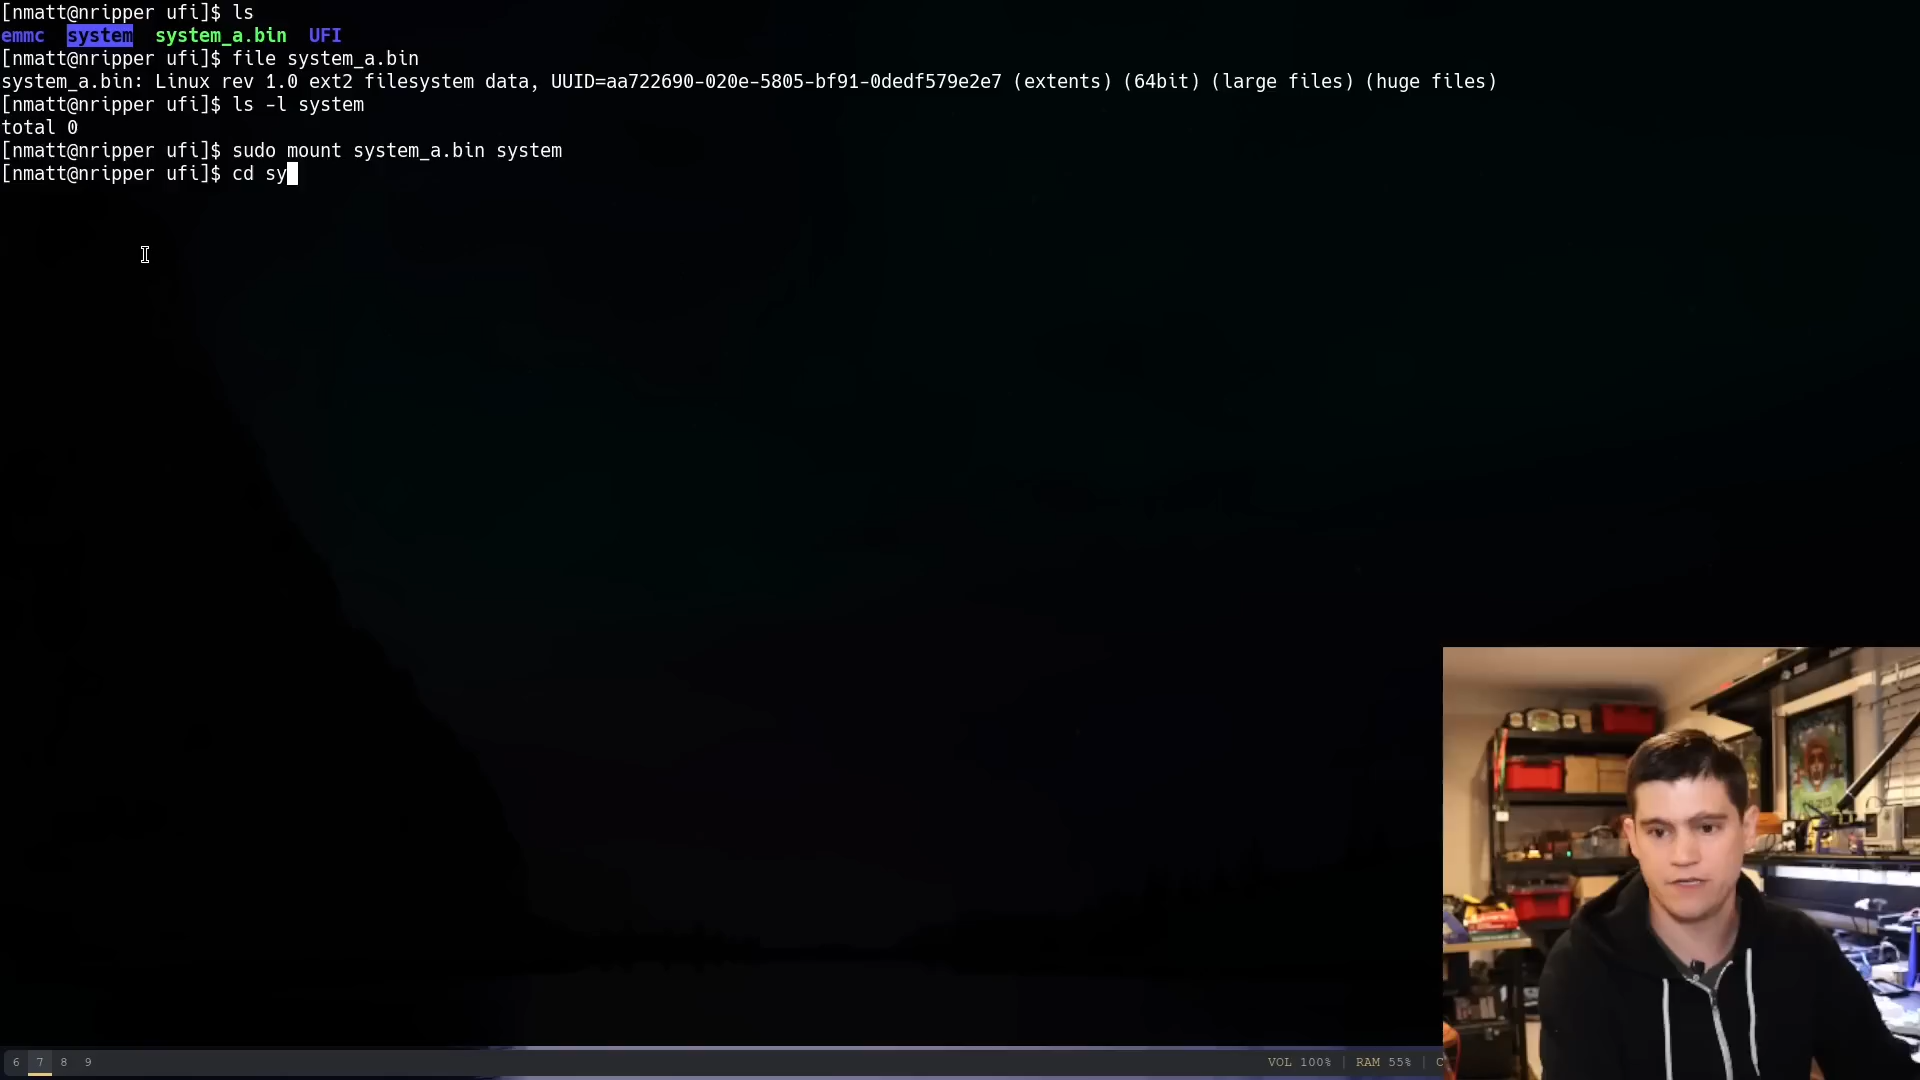 [nmatt@nripper ufi]$ ls
emmc  system  system_a.bin  UFI
[nmatt@nripper ufi]$ file system_a.bin
system_a.bin: Linux rev 1.0 ext2 filesystem data, UUID=aa722690-020e-5805-bf91-0dedf579e2e7 (extents) (64bit) (large files) (huge files)
[nmatt@nripper ufi]$ ls -l system
total 0
[nmatt@nripper ufi]$ sudo mount system_a.bin system
[nmatt@nripper ufi]$ cd sy
6 7 8 9 VOL 100% | RAM 55% | C